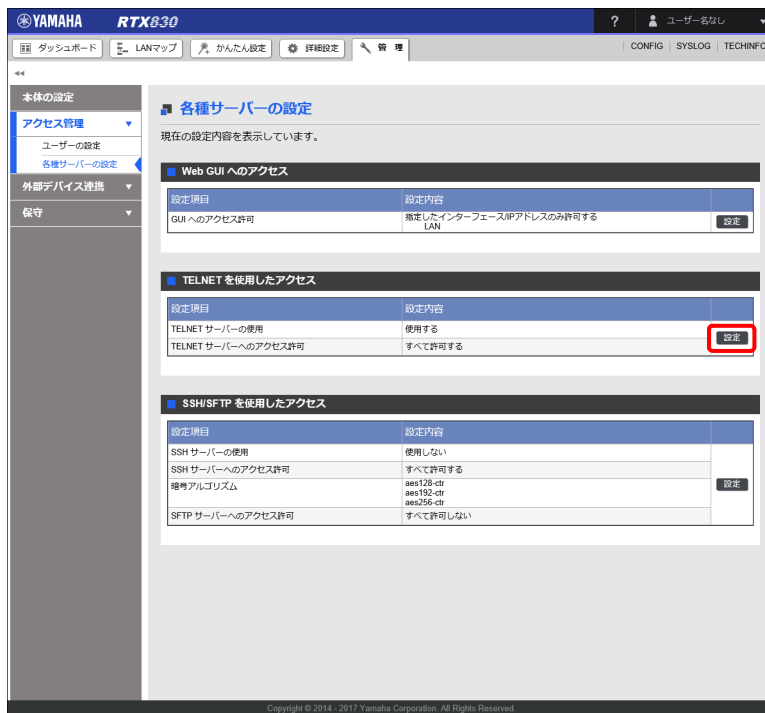 YAMAHA RTX830 ? ユーザー名なし
ダッシュボード LANマップ かんたん設定 詳細設定 管理 CONFIG SYSLOG TECHINFO
本体の設定
アクセス管理
ユーザーの設定
各種サーバーの設定
外部デバイス連携
保守
各種サーバーの設定
現在の設定内容を表示しています。
Web GUI へのアクセス
設定項目 設定内容
GUI へのアクセス許可 指定したインターフェース/IPアドレスのみ許可する
LAN
設定
TELNET を使用したアクセス
設定項目 設定内容
TELNET サーバーの使用 使用する
設定
TELNET サーバーへのアクセス許可 すべて許可する
SSH/SFTP を使用したアクセス
設定項目 設定内容
SSH サーバーの使用 使用しない
SSH サーバーへのアクセス許可 すべて許可する
暗号アルゴリズム aes128-ctr
aes192-ctr
aes256-ctr
設定
SFTP サーバーへのアクセス許可 すべて許可しない
Copyright © 2014 - 2017 Yamaha Corporation. All Rights Reserved.